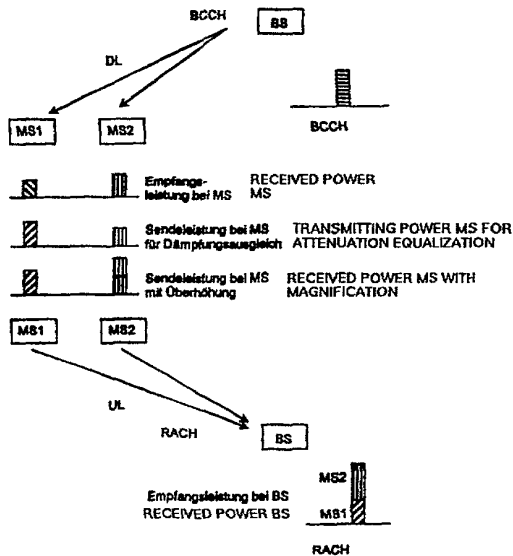 BCCH
BS
DL
MS1 MS2
BCCH
Empfangs-
leistung bei MS
RECEIVED POWER
MS
Sendeleistung bei MS
für Dämpfungsausgleich
TRANSMITTING POWER MS FOR
ATTENUATION EQUALIZATION
Sendeleistung bei MS
mit Überhöhung
RECEIVED POWER MS WITH
MAGNIFICATION
MS1 MS2
UL
RACH
BS
MS2
Empfangsleistung bei BS
RECEIVED POWER BS
MS1
RACH